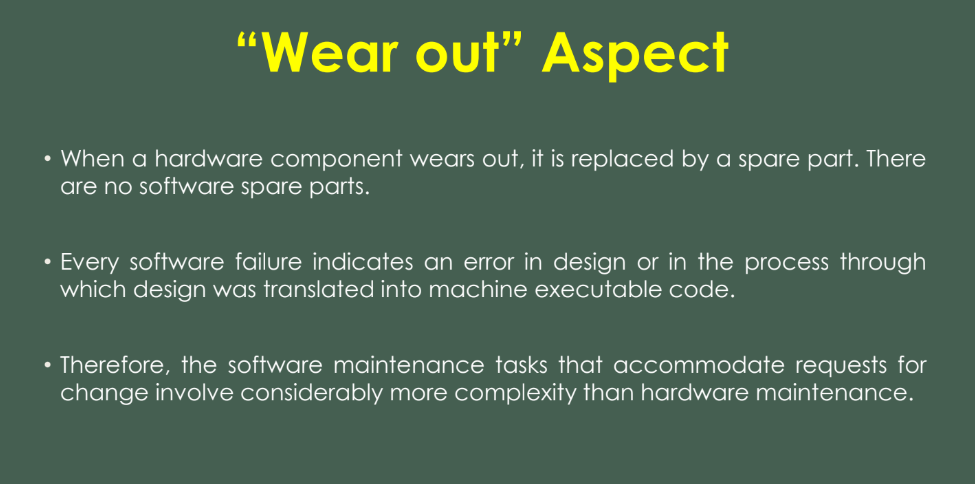 “Wear out” Aspect
• When a hardware component wears out, it is replaced by a spare part. There
are no software spare parts.
• Every software failure indicates an error in design or in the process through
which design was translated into machine executable code.
• Therefore, the software maintenance tasks that accommodate requests for
change involve considerably more complexity than hardware maintenance.